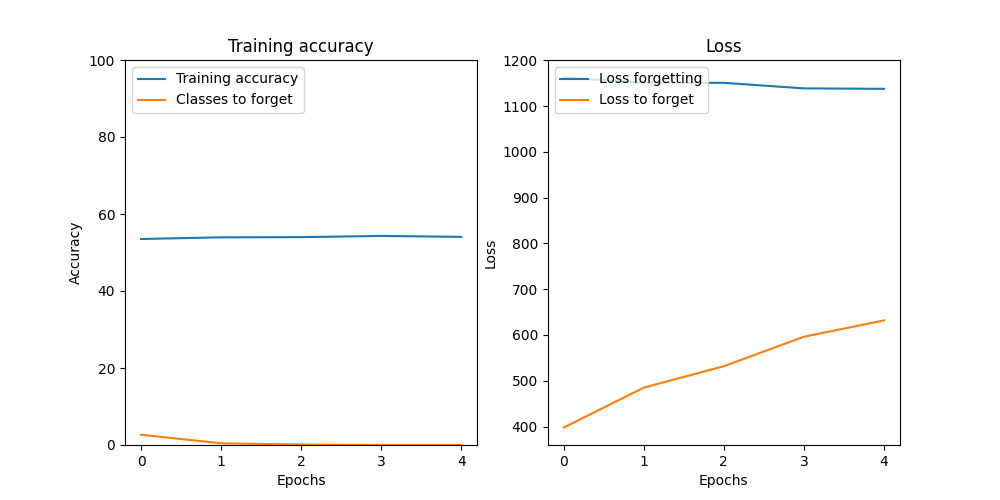 Training accuracy
Training accuracy
Classes to forget
100
80
60
40
20
0
Accuracy
0 1 2 3 4
Epochs
Loss
Loss forgetting
Loss to forget
1200
1100
1000
900
800
700
600
500
400
Loss
0 1 2 3 4
Epochs